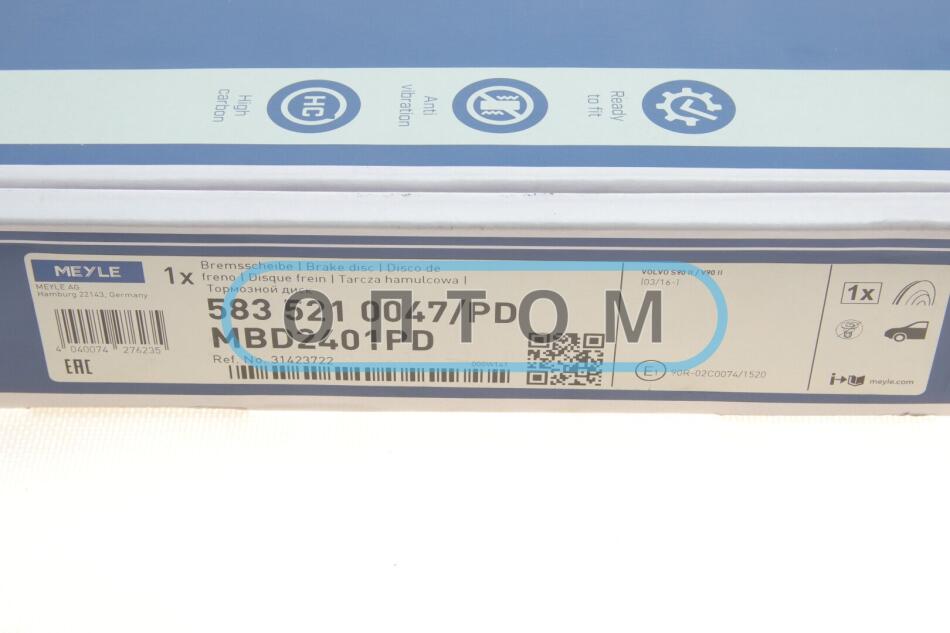 High
carbon
HC
Anti
vibration
Ready
to fit
MEYLE
MEYLE AG
Hamburg 22143, Germany
4 040074 276235
EAC
1x
Bremsscheibe | Brake disc | Disco de
freno | Disque frein | Tarcza hamulcowa |
Тормозной диск
583 521 0047/PD
MBD2401PD
Ref. No. 31423722
ОПТОМ
VOLVO S90 II / V90 II
(03/16-)
E1 90R-02C0074/1520
1x
meyle.com